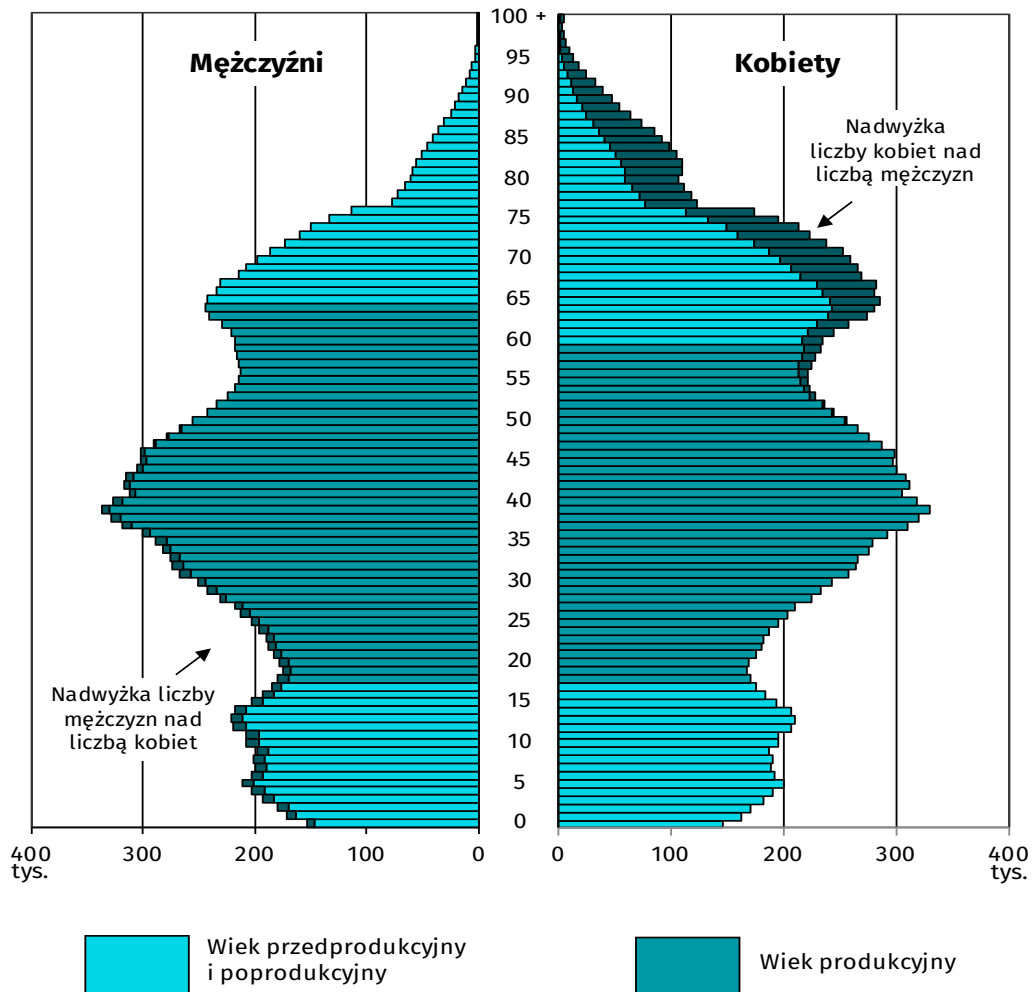 Mężczyźni
Kobiety
100 +
95
90
85
80
75
70
65
60
55
50
45
40
35
30
25
20
15
10
5
0
Nadwyżka
liczby kobiet nad
liczbą mężczyzn
Nadwyżka liczby
mężczyzn nad
liczbą kobiet
400 300 200 100 0
tys.
0 100 200 300 400
tys.
Wiek przedprodukcyjny
i poprodukcyjny
Wiek produkcyjny